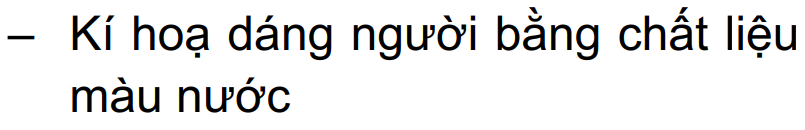 – Kí hoạ dáng người bằng chất liệu
màu nước